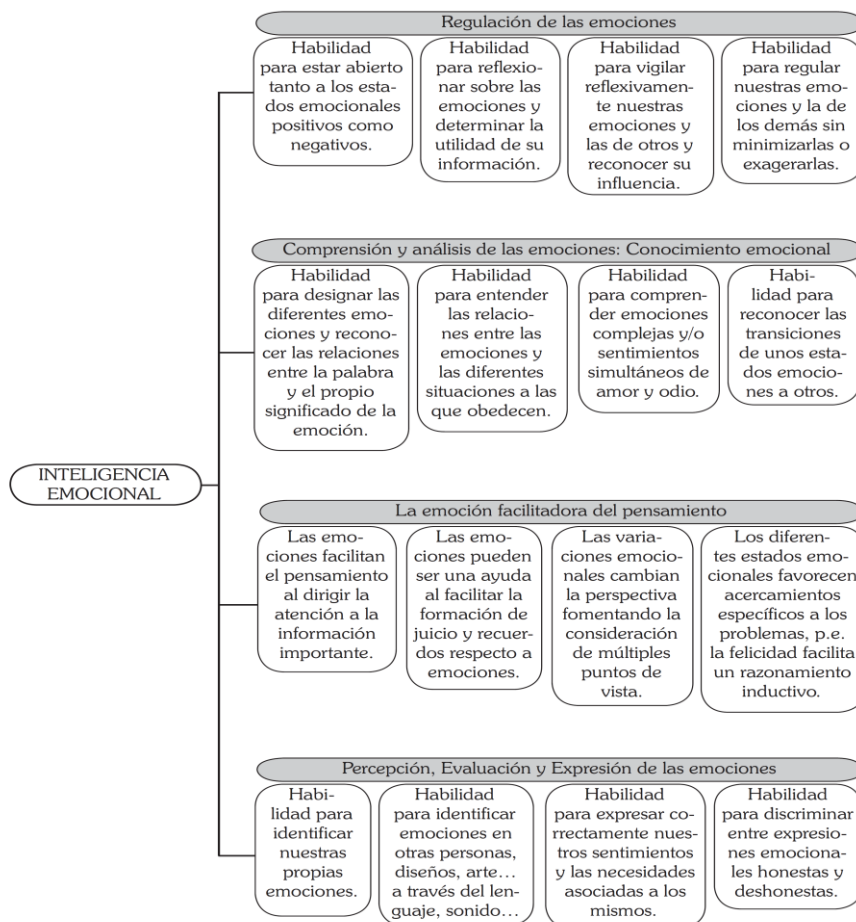 Regulación de las emociones
Habilidad
para estar abierto
tanto a los esta-
dos emocionales
positivos como
negativos.
Habilidad
para reflexio-
nar sobre las
emociones y
determinar la
utilidad de su
información.
Habilidad
para vigilar
reflexivamen-
te nuestras
emociones y
las de otros y
reconocer su
influencia.
Habilidad
para regular
nuestras emo-
ciones y la de
los demás sin
minimizarlas o
exagerarlas.
Comprensión y análisis de las emociones: Conocimiento emocional
Habilidad
para designar las
diferentes emo-
ciones y recono-
cer las relaciones
entre la palabra
y el propio
significado de la
emoción.
Habilidad
para entender
las relacio-
nes entre las
emociones y
las diferentes
situaciones a las
que obedecen.
Habilidad
para compren-
der emociones
complejas y/o
sentimientos
simultáneos de
amor y odio.
Habi-
lidad para
reconocer las
transiciones
de unos esta-
dos emocio-
nes a otros.
INTELIGENCIA
EMOCIONAL
La emoción facilitadora del pensamiento
Las emo-
ciones facilitan
el pensamiento
al dirigir la
atención a la
información
importante.
Las emo-
ciones pueden
ser una ayuda
al facilitar la
formación de
juicio y recuer-
dos respecto a
emociones.
Las varia-
ciones emocio-
nales cambian
la perspectiva
fomentando la
consideración
de múltiples
puntos de
vista.
Los diferen-
tes estados emo-
cionales favorecen
acercamientos
específicos a los
problemas, p.e.
la felicidad facilita
un razonamiento
inductivo.
Percepción, Evaluación y Expresión de las emociones
Habi-
lidad para
identificar
nuestras
propias
emociones.
Habilidad
para identificar
emociones en
otras personas,
diseños, arte...
a través del len-
guaje, sonido...
Habilidad
para expresar co-
rrectamente nues-
tros sentimientos
y las necesidades
asociadas a los
mismos.
Habilidad
para discriminar
entre expresio-
nes emociona-
les honestas y
deshonestas.